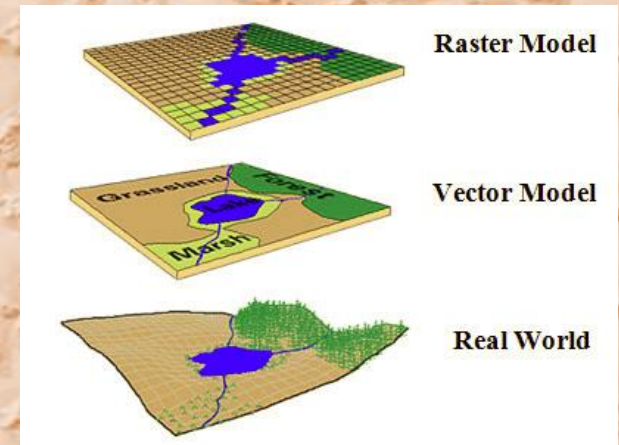 Raster Model
Grassland
Forest
Lake
Marsh
Vector Model
Real World